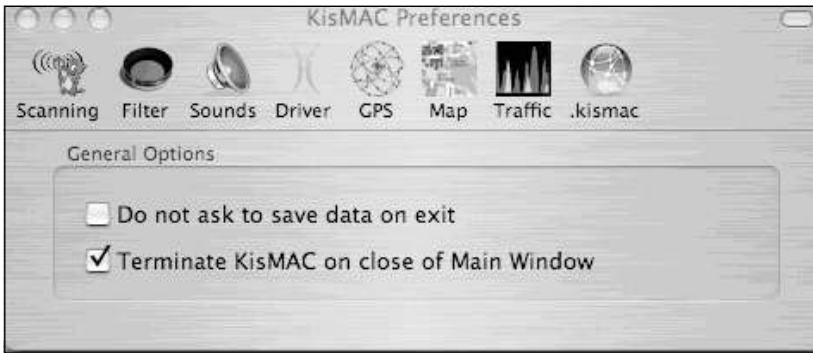 KisMAC Preferences
Scanning Filter Sounds Driver GPS Map Traffic .kismac
General Options
Do not ask to save data on exit
Terminate KisMAC on close of Main Window